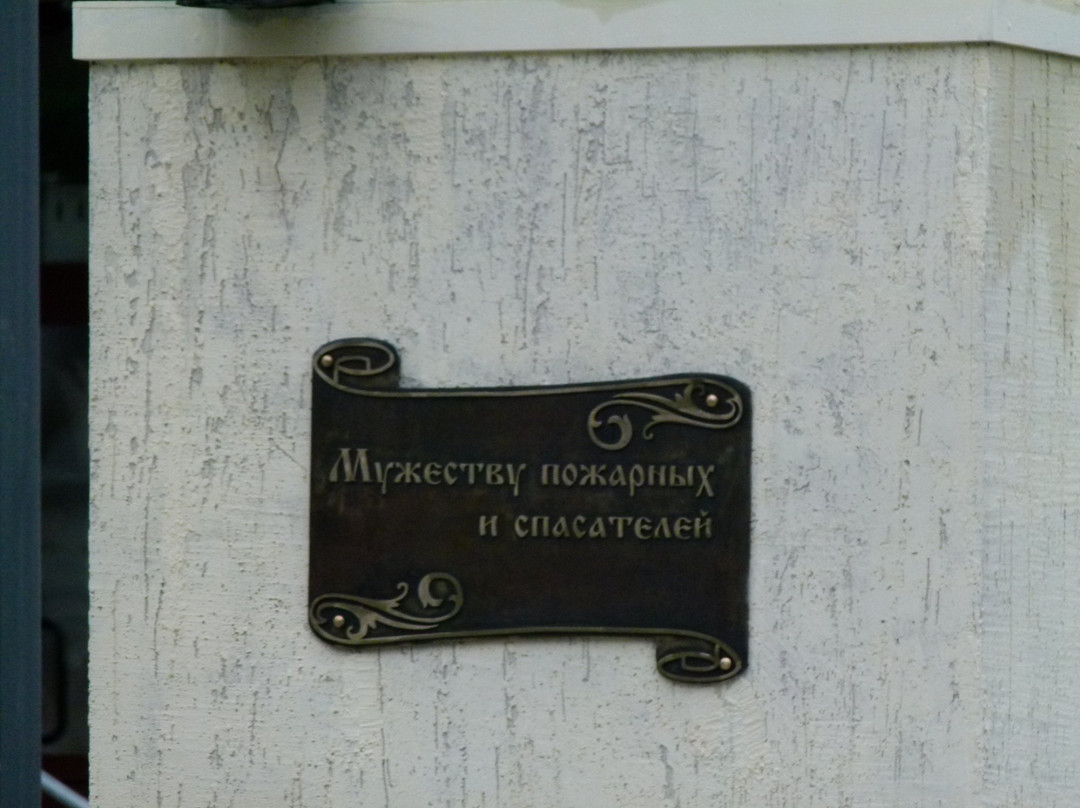 Мужеству пожарных
и спасателей